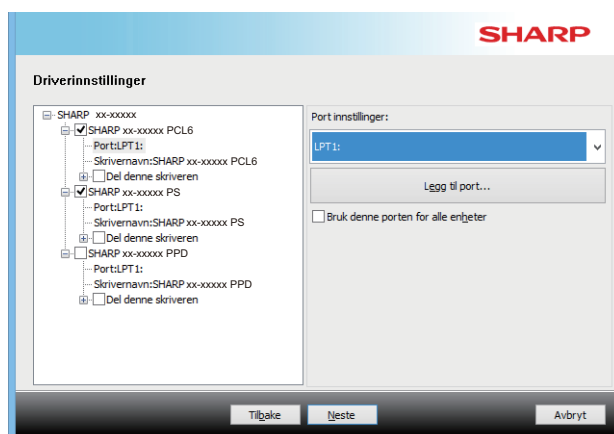 SHARP
Driverinnstillinger
SHARP xx-xxxxx
SHARP xx-xxxxx PCL6
Port:LPT1:
Skrivernavn:SHARP xx-xxxxx PCL6
Del denne skriveren
SHARP xx-xxxxx PS
Port:LPT1:
Skrivernavn:SHARP xx-xxxxx PS
Del denne skriveren
SHARP xx-xxxxx PPD
Port:LPT1:
Skrivernavn:SHARP xx-xxxxx PPD
Del denne skriveren
Port innstillinger:
LPT1:
Legg til port...
Bruk denne porten for alle enheter
Tilbake
Neste
Avbryt